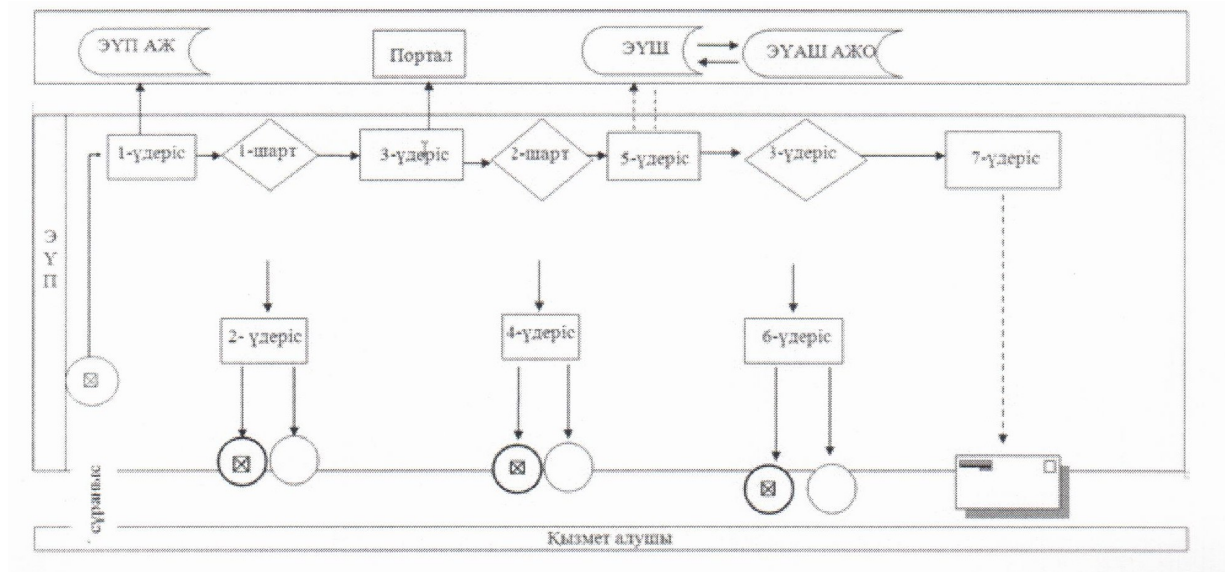 ЭҮП АЖ
Портал
ЭҮШ
ЭҮАШ АЖО
1-үдеріс
1-шарт
3-үдеріс
2-шарт
5-үдеріс
3-үдеріс
7-үдеріс
ЭҮП
2- үдеріс
4-үдеріс
6-үдеріс
сұраныс
Қызмет алушы